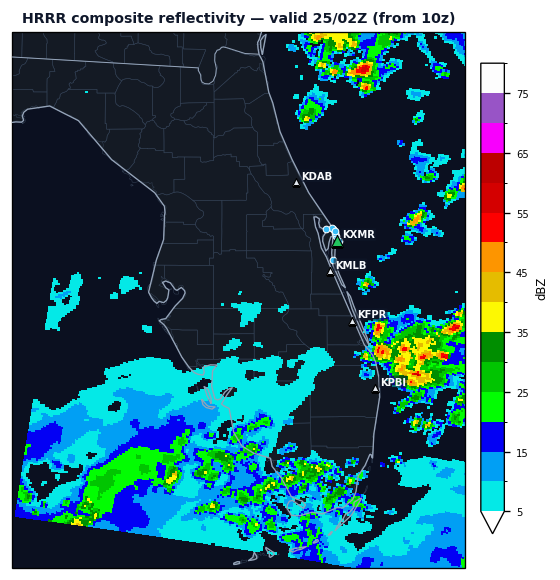 HRRR composite reflectivity — valid 25/02Z (from 10z)
KDAB
KXMR
KMLB
KFPR
KPBI
75
65
55
45
35
25
15
5
dBZ